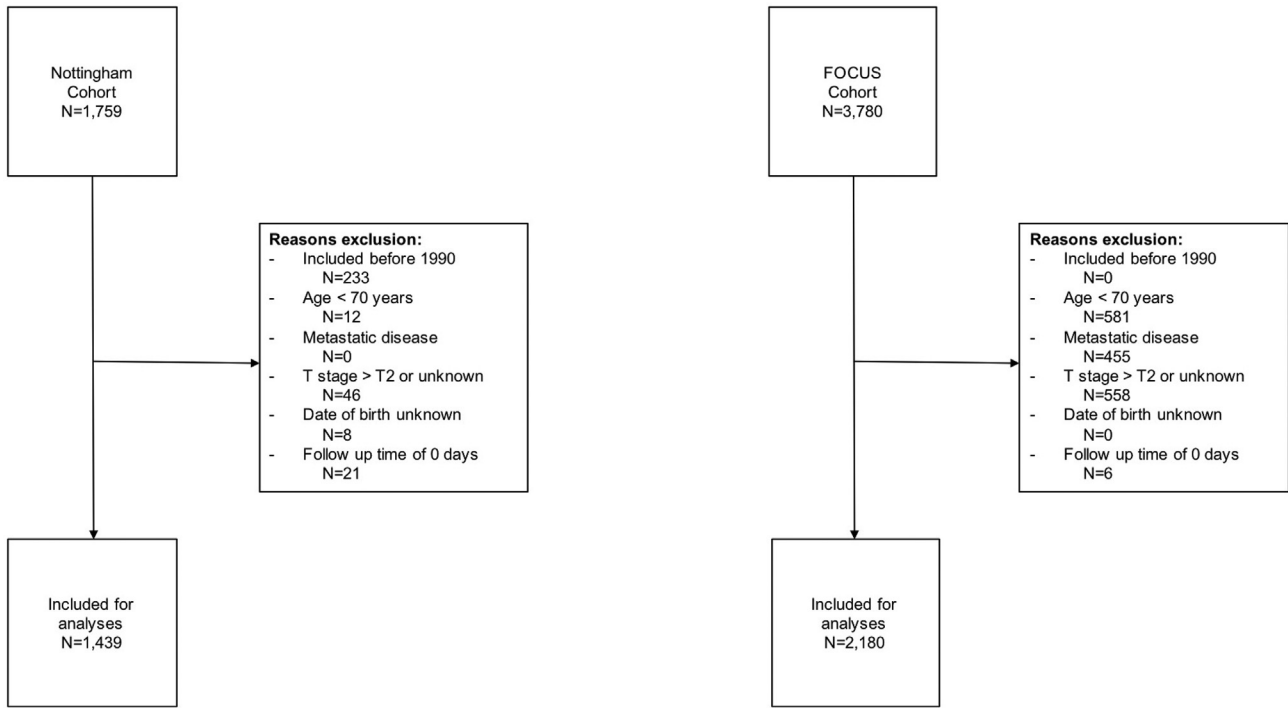 Nottingham
Cohort
N=1,759
Reasons exclusion:
- Included before 1990
N=233
- Age < 70 years
N=12
- Metastatic disease
N=0
- T stage > T2 or unknown
N=46
- Date of birth unknown
N=8
- Follow up time of 0 days
N=21
Included for
analyses
N=1,439
FOCUS
Cohort
N=3,780
Reasons exclusion:
- Included before 1990
N=0
- Age < 70 years
N=581
- Metastatic disease
N=455
- T stage > T2 or unknown
N=558
- Date of birth unknown
N=0
- Follow up time of 0 days
N=6
Included for
analyses
N=2,180